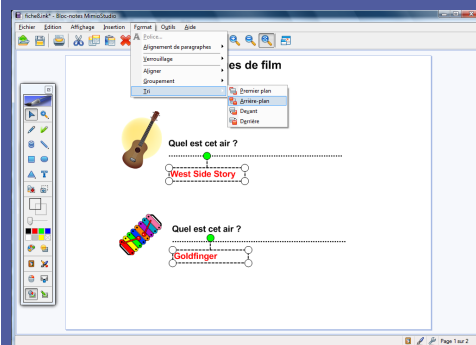 fichelUnk* - Bloc-notes MimioStudio
Fichier Edition Affichage Insertion Format Outils Aide
Police...
Alignement de paragraphes
Verrouillage
Aligner
Groupement
Tri
Premier plan
Arrière-plan
Devant
Derrière
es de film
Quel est cet air ?
West Side Story
Quel est cet air ?
Goldfinger
Page 1 sur 2